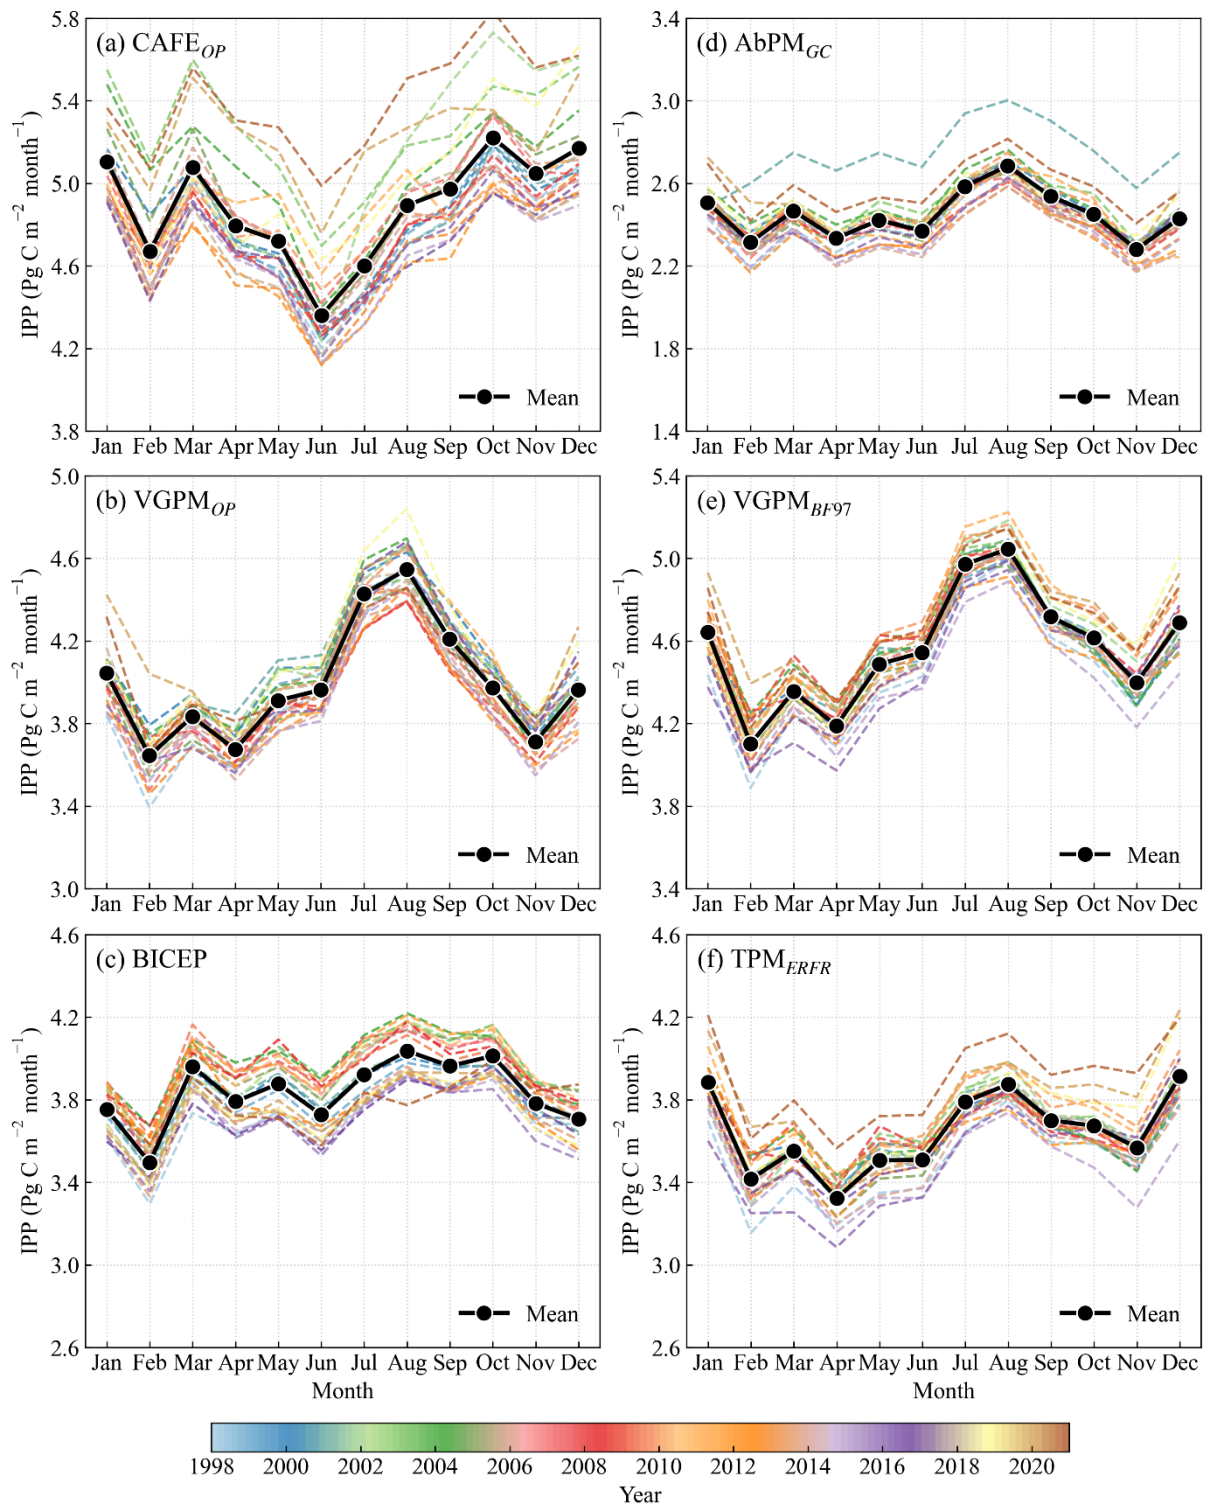 (a) CAFE_OP
IPP (Pg C m⁻² month⁻¹)
5.8
5.4
5.0
4.6
4.2
3.8
Mean
Jan Feb Mar Apr May Jun Jul Aug Sep Oct Nov Dec
(d) AbPM_GC
IPP (Pg C m⁻² month⁻¹)
3.4
3.0
2.6
2.2
1.8
1.4
Mean
Jan Feb Mar Apr May Jun Jul Aug Sep Oct Nov Dec
(b) VGPM_OP
IPP (Pg C m⁻² month⁻¹)
5.0
4.6
4.2
3.8
3.4
3.0
Mean
Jan Feb Mar Apr May Jun Jul Aug Sep Oct Nov Dec
(e) VGPM_BF97
IPP (Pg C m⁻² month⁻¹)
5.4
5.0
4.6
4.2
3.8
3.4
Mean
Jan Feb Mar Apr May Jun Jul Aug Sep Oct Nov Dec
(c) BICEP
IPP (Pg C m⁻² month⁻¹)
4.6
4.2
3.8
3.4
3.0
2.6
Mean
Jan Feb Mar Apr May Jun Jul Aug Sep Oct Nov Dec
Month
(f) TPM_ERFR
IPP (Pg C m⁻² month⁻¹)
4.6
4.2
3.8
3.4
3.0
2.6
Mean
Jan Feb Mar Apr May Jun Jul Aug Sep Oct Nov Dec
Month
1998 2000 2002 2004 2006 2008 2010 2012 2014 2016 2018 2020
Year